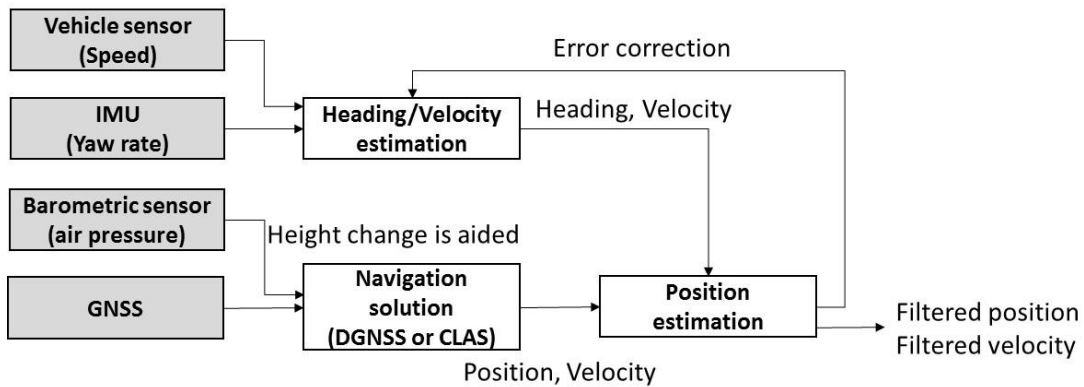 Vehicle sensor
(Speed)
Error correction
IMU
(Yaw rate)
Heading/Velocity
estimation
Heading, Velocity
Barometric sensor
(air pressure)
Height change is aided
GNSS
Navigation
solution
(DGNSS or CLAS)
Position
estimation
Filtered position
Filtered velocity
Position, Velocity